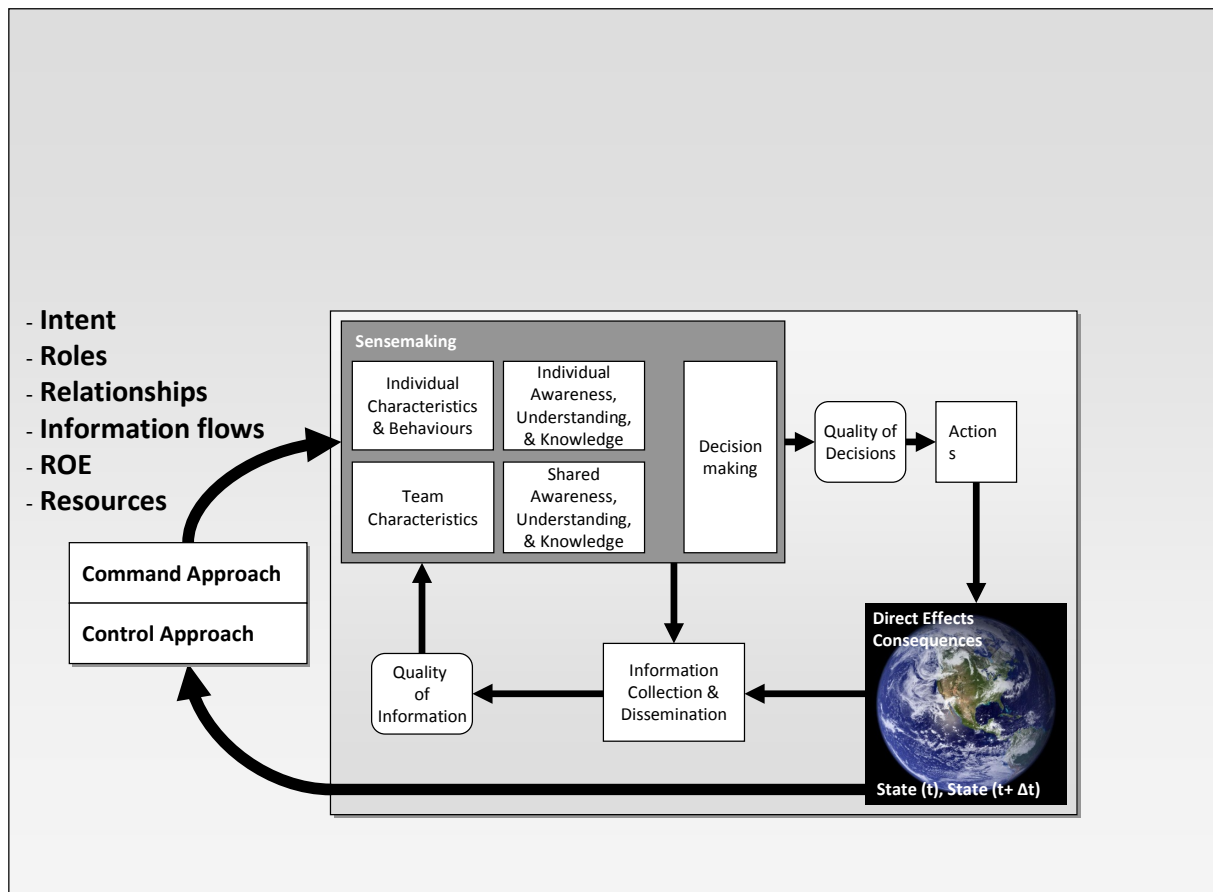 - Intent
- Roles
- Relationships
- Information flows
- ROE
- Resources
Command Approach
Control Approach
Sensemaking
Individual
Characteristics
& Behaviours
Individual
Awareness,
Understanding,
& Knowledge
Team
Characteristics
Shared
Awareness,
Understanding,
& Knowledge
Decision
making
Quality of
Decisions
Action
s
Direct Effects
Consequences
State (t), State (t+ Δt)
Information
Collection &
Dissemination
Quality
of
Information